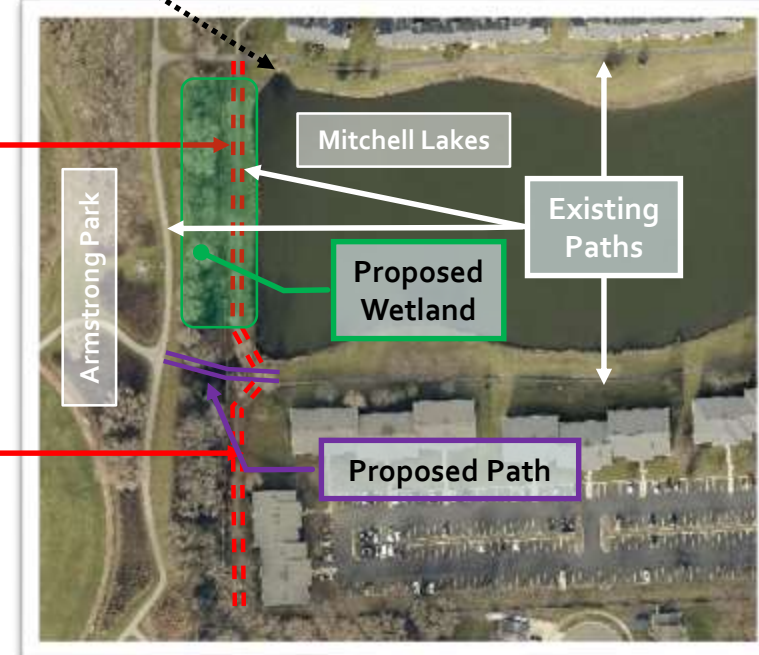 Mitchell Lakes
Existing
Paths
Armstrong Park
Proposed
Wetland
Proposed Path